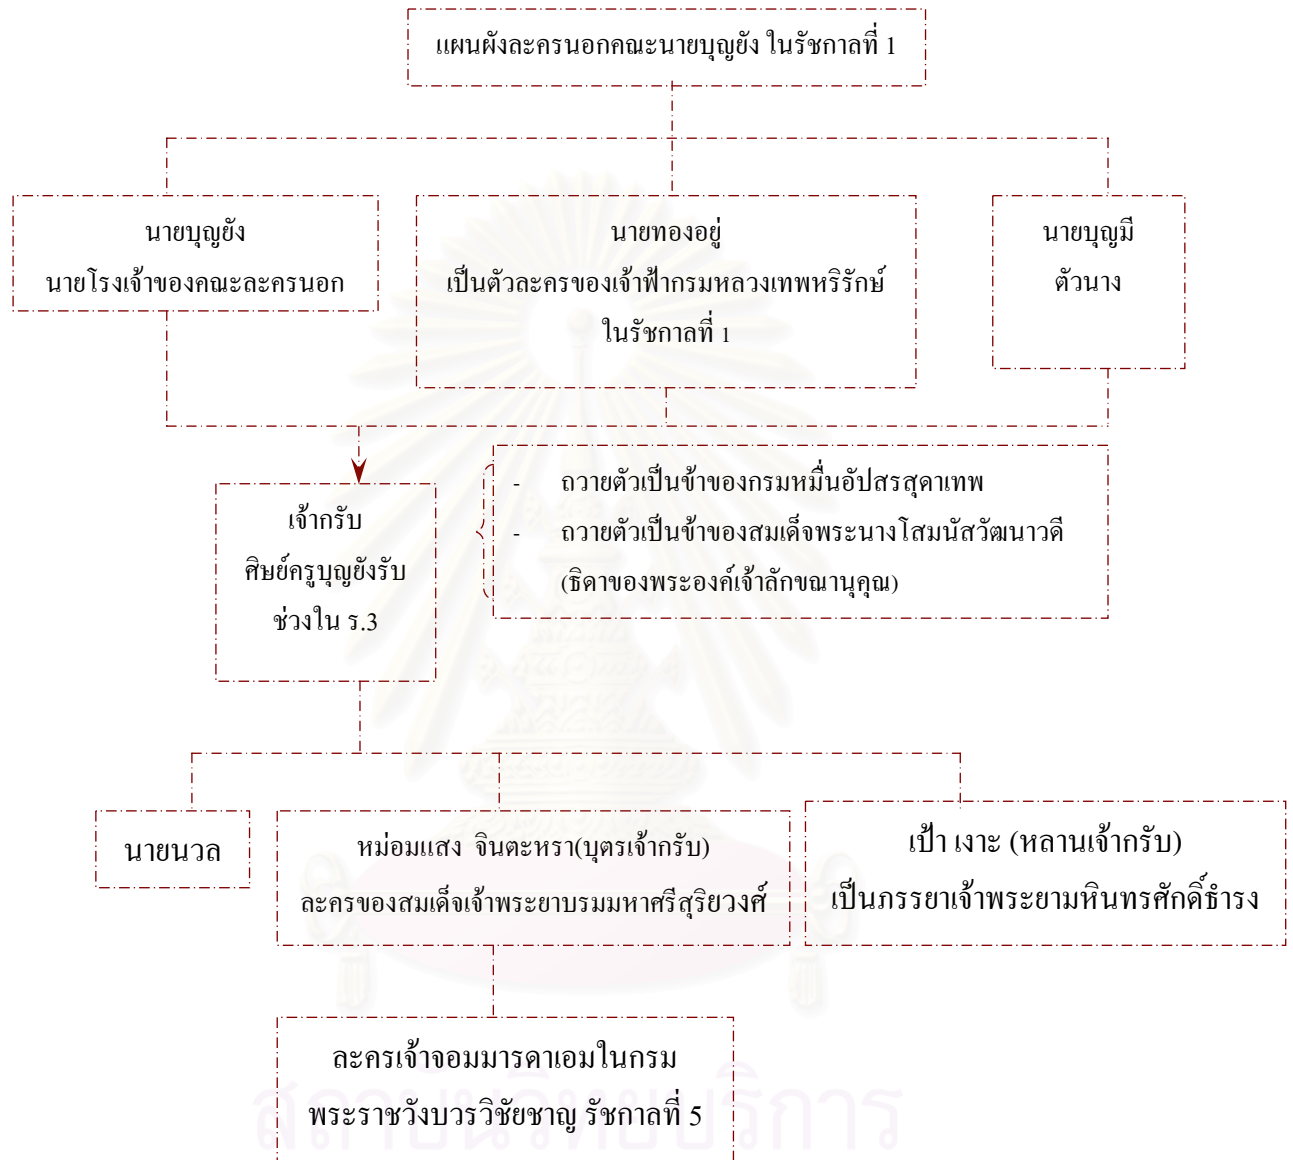 แผนผังละครนอกคณะนายบุญยัง ในรัชกาลที่ 1
นายบุญยัง
นายโรงเจ้าของคณะละครนอก
นายทองอยู่
เป็นตัวละครของเจ้าฟ้ากรมหลวงเทพหริรักษ์
ในรัชกาลที่ 1
นายบุญมี
ตัวนาง
เจ้ากรับ
ศิษย์ครูบุญยังรับ
ช่วงใน ร.3
- ถวายตัวเป็นข้าของกรมหมื่นอัปสรสุดาเทพ
- ถวายตัวเป็นข้าของสมเด็จพระนางโสมนัสวัฒนาวดี
(ธิดาของพระองค์เจ้าลักขณานุคุณ)
นายนวล
หม่อมแสง จินตะหรา(บุตรเจ้ากรับ)
ละครของสมเด็จเจ้าพระยาบรมมหาศรีสุริยวงศ์
เป้า เงาะ (หลานเจ้ากรับ)
เป็นภรรยาเจ้าพระยามหินทรศักดิ์ธำรง
ละครเจ้าจอมมารดาเอมในกรม
พระราชวังบวรวิชัยชาญ รัชกาลที่ 5
สถาบันวิทยบริการ